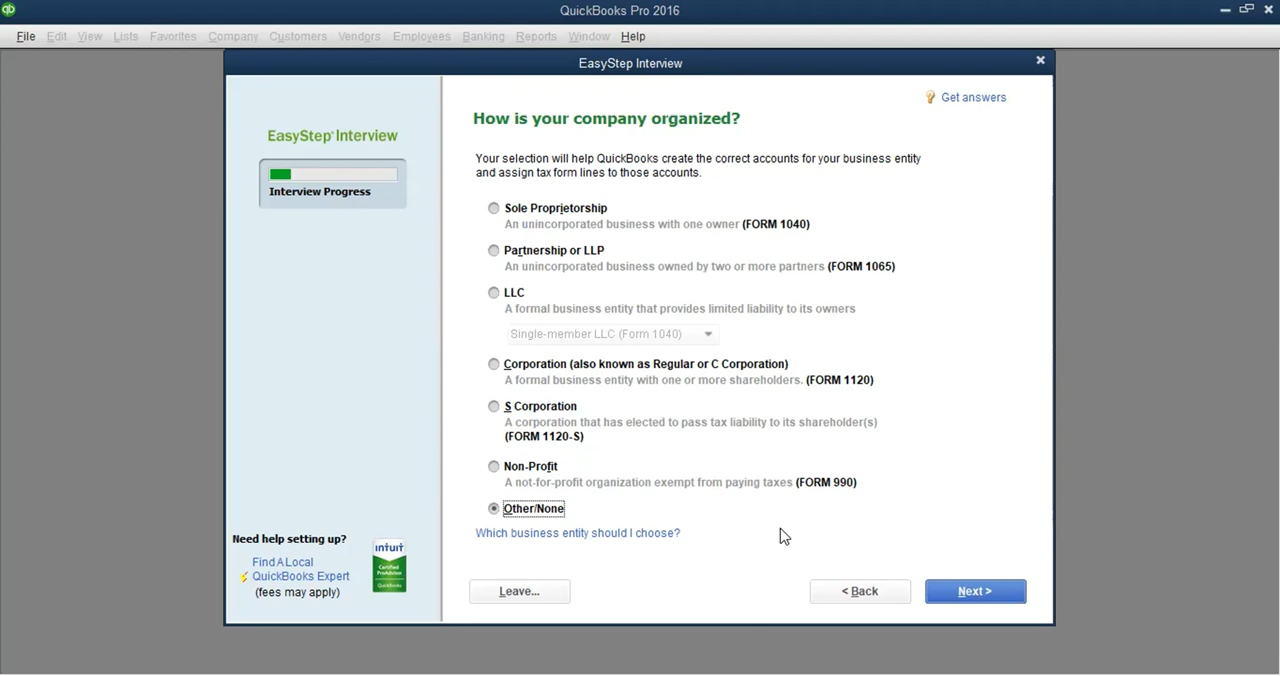 qb
QuickBooks Pro 2016
File Edit View Lists Favorites Company Customers Vendors Employees Banking Reports Window Help
EasyStep Interview
Get answers
EasyStep Interview
Interview Progress
How is your company organized?
Your selection will help QuickBooks create the correct accounts for your business entity
and assign tax form lines to those accounts.
Sole Proprietorship
An unincorporated business with one owner (FORM 1040)
Partnership or LLP
An unincorporated business owned by two or more partners (FORM 1065)
LLC
A formal business entity that provides limited liability to its owners
Single-member LLC (Form 1040)
Corporation (also known as Regular or C Corporation)
A formal business entity with one or more shareholders. (FORM 1120)
S Corporation
A corporation that has elected to pass tax liability to its shareholder(s)
(FORM 1120-S)
Non-Profit
A not-for-profit organization exempt from paying taxes (FORM 990)
Other/None
Which business entity should I choose?
Need help setting up?
Find A Local
QuickBooks Expert
(fees may apply)
intuit
Certified
ProAdvisor
QuickBooks
Leave...
< Back
Next >